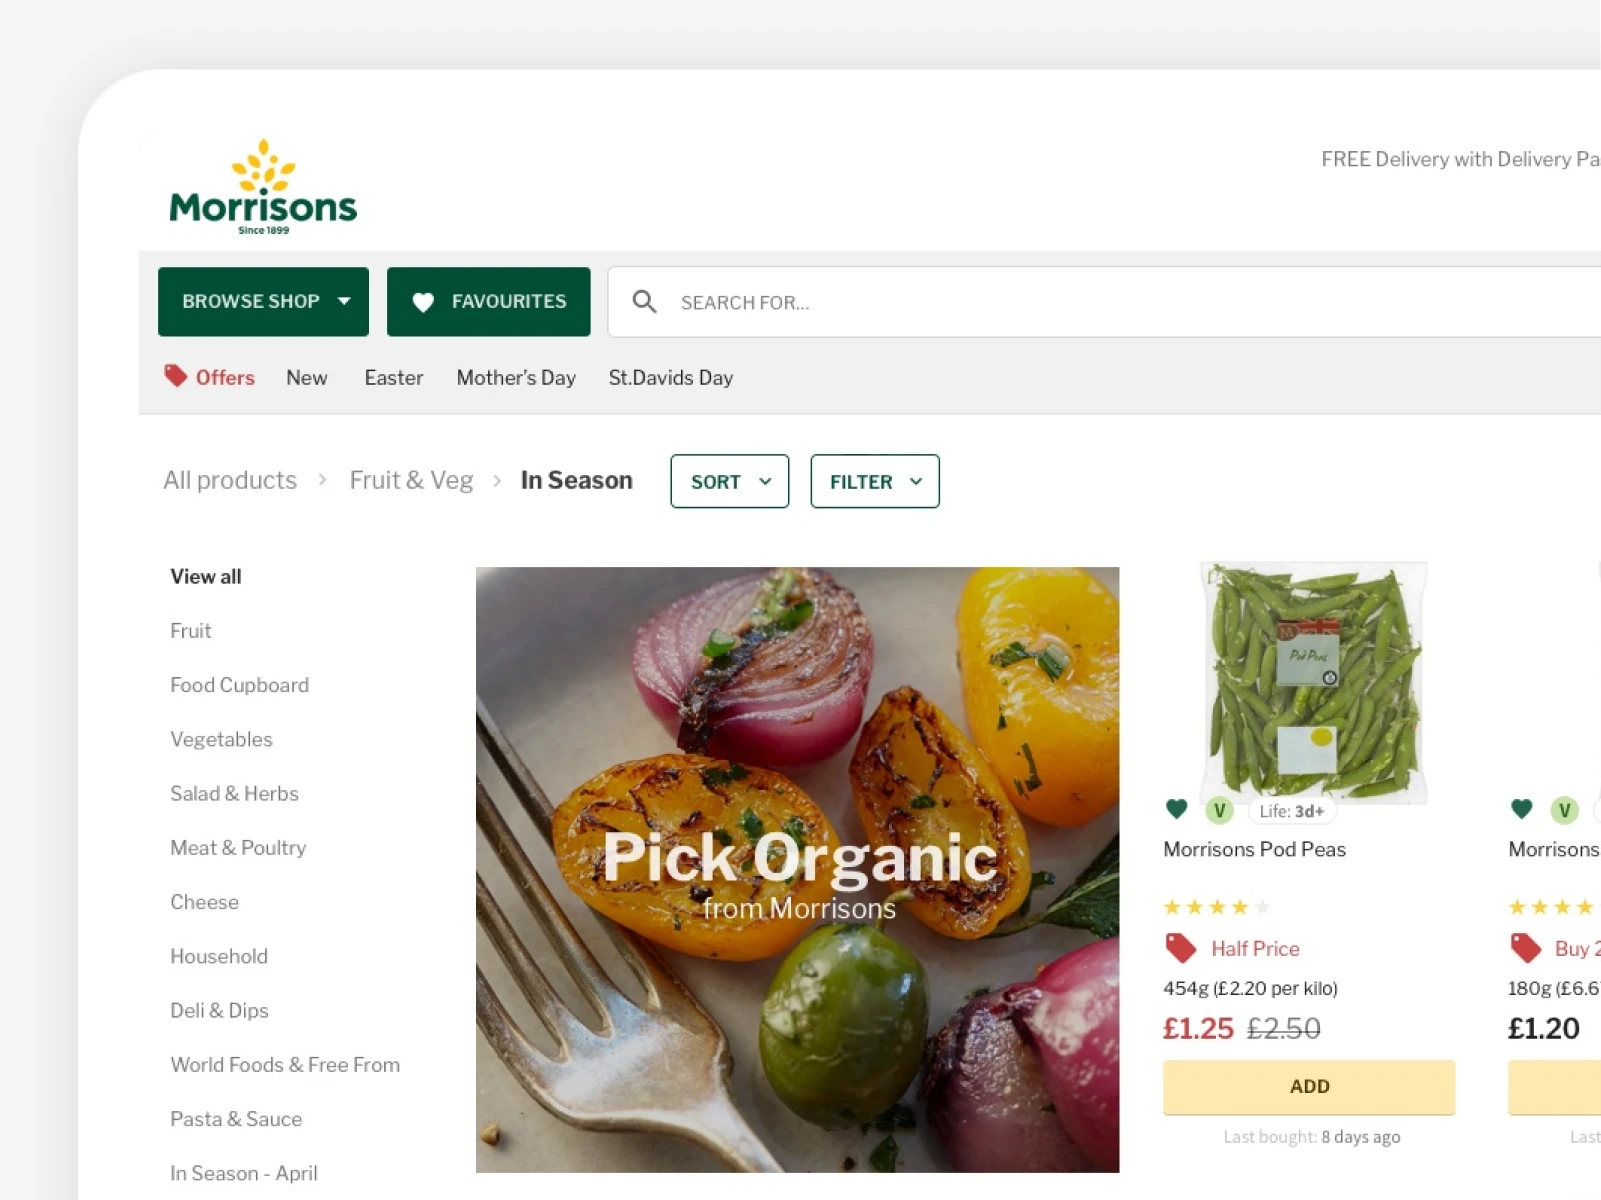 FREE Delivery with Delivery Pa
Morrisons
Since 1899
BROWSE SHOP
FAVOURITES
SEARCH FOR...
Offers
New
Easter
Mother's Day
St.Davids Day
All products > Fruit & Veg > In Season
SORT
FILTER
View all
Fruit
Food Cupboard
Vegetables
Salad & Herbs
Meat & Poultry
Cheese
Household
Deli & Dips
World Foods & Free From
Pasta & Sauce
In Season - April
Pick Organic
from Morrisons
M
Pod Peas
V
Life: 3d+
Morrisons Pod Peas
Half Price
454g (£2.20 per kilo)
£1.25 £2.50
ADD
Last bought: 8 days ago
V
Morrisons
Buy 2
180g (£6.6
£1.20
Last